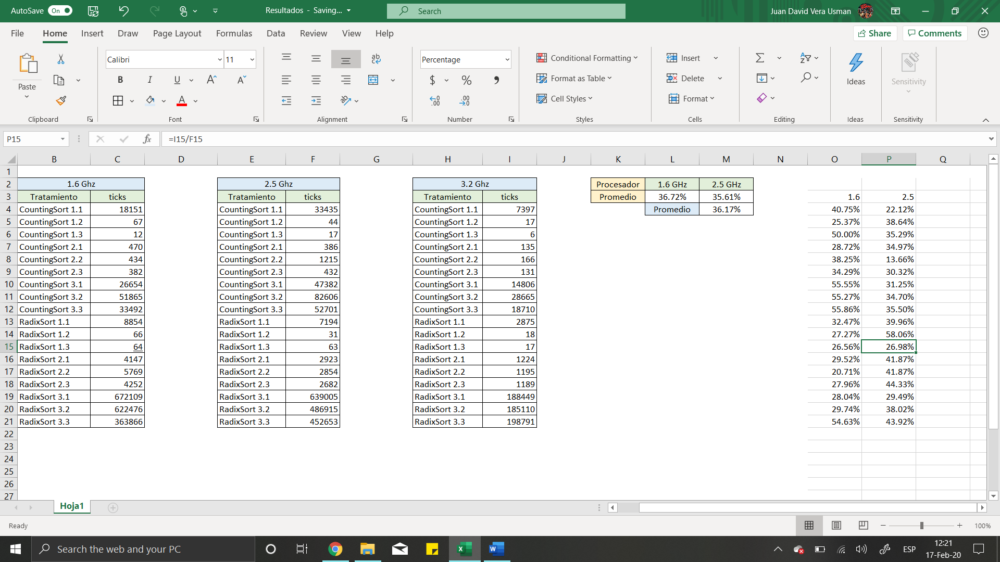 AutoSave On Resultados - Saving... Search Juan David Vera Usman
File Home Insert Draw Page Layout Formulas Data Review View Help Share Comments
Paste Calibri 11 B I U A A A ab c Percentage $ % , Conditional Formatting Format as Table Cell Styles Insert Delete Format Ideas Sensitivity
Clipboard Font Alignment Number Styles Cells Editing Ideas Sensitivity
P15 fx =I15/F15
B C D E F G H I J K L M N O P Q
1
2 1.6 Ghz 2.5 Ghz 3.2 Ghz Procesador 1.6 GHz 2.5 GHz
3 Tratamiento ticks Tratamiento ticks Tratamiento ticks Promedio 36.72% 35.61% 1.6 2.5
4 CountingSort 1.1 18151 CountingSort 1.1 33435 CountingSort 1.1 7397 Promedio 36.17% 40.75% 22.12%
5 CountingSort 1.2 67 CountingSort 1.2 44 CountingSort 1.2 17 25.37% 38.64%
6 CountingSort 1.3 12 CountingSort 1.3 17 CountingSort 1.3 6 50.00% 35.29%
7 CountingSort 2.1 470 CountingSort 2.1 386 CountingSort 2.1 135 28.72% 34.97%
8 CountingSort 2.2 434 CountingSort 2.2 1215 CountingSort 2.2 166 38.25% 13.66%
9 CountingSort 2.3 382 CountingSort 2.3 432 CountingSort 2.3 131 34.29% 30.32%
10 CountingSort 3.1 26654 CountingSort 3.1 47382 CountingSort 3.1 14806 55.55% 31.25%
11 CountingSort 3.2 51865 CountingSort 3.2 82606 CountingSort 3.2 28665 55.27% 34.70%
12 CountingSort 3.3 33492 CountingSort 3.3 52701 CountingSort 3.3 18710 55.86% 35.50%
13 RadixSort 1.1 8854 RadixSort 1.1 7194 RadixSort 1.1 2875 32.47% 39.96%
14 RadixSort 1.2 66 RadixSort 1.2 31 RadixSort 1.2 18 27.27% 58.06%
15 RadixSort 1.3 64 RadixSort 1.3 63 RadixSort 1.3 17 26.56% 26.98%
16 RadixSort 2.1 4147 RadixSort 2.1 2923 RadixSort 2.1 1224 29.52% 41.87%
17 RadixSort 2.2 5769 RadixSort 2.2 2854 RadixSort 2.2 1195 20.71% 41.87%
18 RadixSort 2.3 4252 RadixSort 2.3 2682 RadixSort 2.3 1189 27.96% 44.33%
19 RadixSort 3.1 672109 RadixSort 3.1 639005 RadixSort 3.1 188449 28.04% 29.49%
20 RadixSort 3.2 622476 RadixSort 3.2 486915 RadixSort 3.2 185110 29.74% 38.02%
21 RadixSort 3.3 363866 RadixSort 3.3 452653 RadixSort 3.3 198791 54.63% 43.92%
22
23
24
25
26
27
Hoja1
Ready 100%
Search the web and your PC ESP 12:21
17-Feb-20